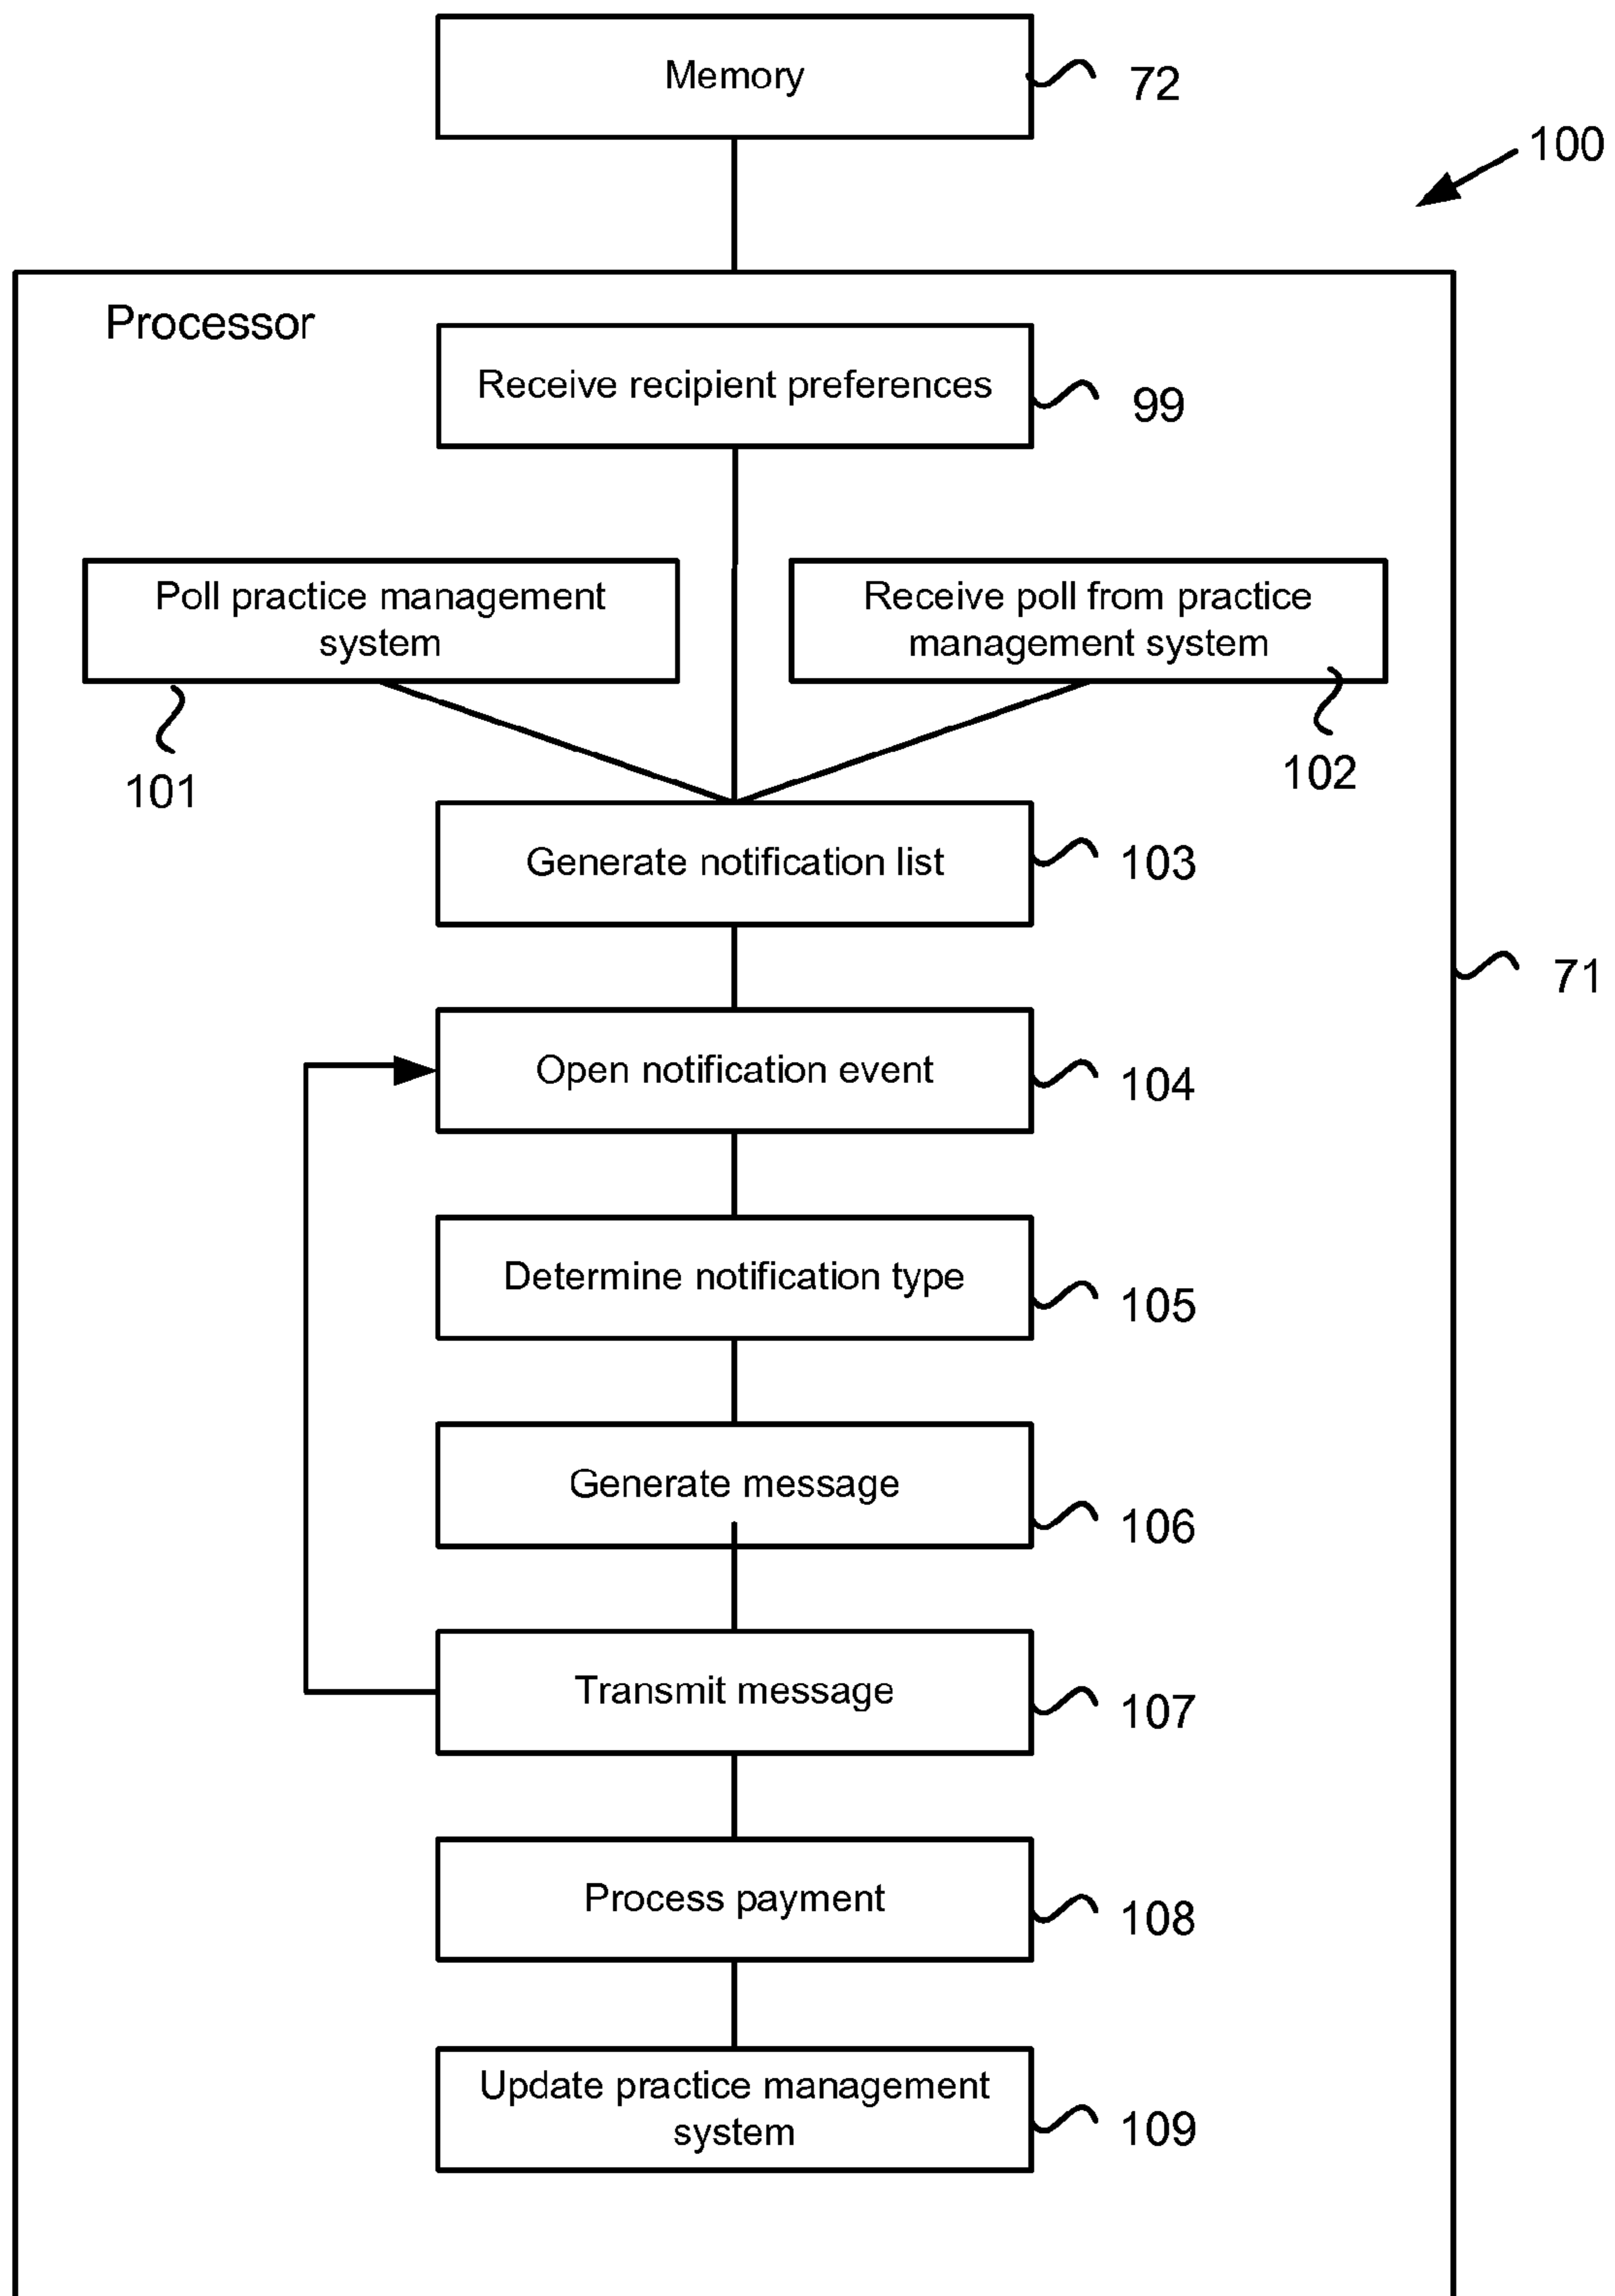 Memory
72
100
Processor
Receive recipient preferences
99
Poll practice management
system
Receive poll from practice
management system
101
102
Generate notification list
103
71
Open notification event
104
Determine notification type
105
Generate message
106
Transmit message
107
Process payment
108
Update practice management
system
109